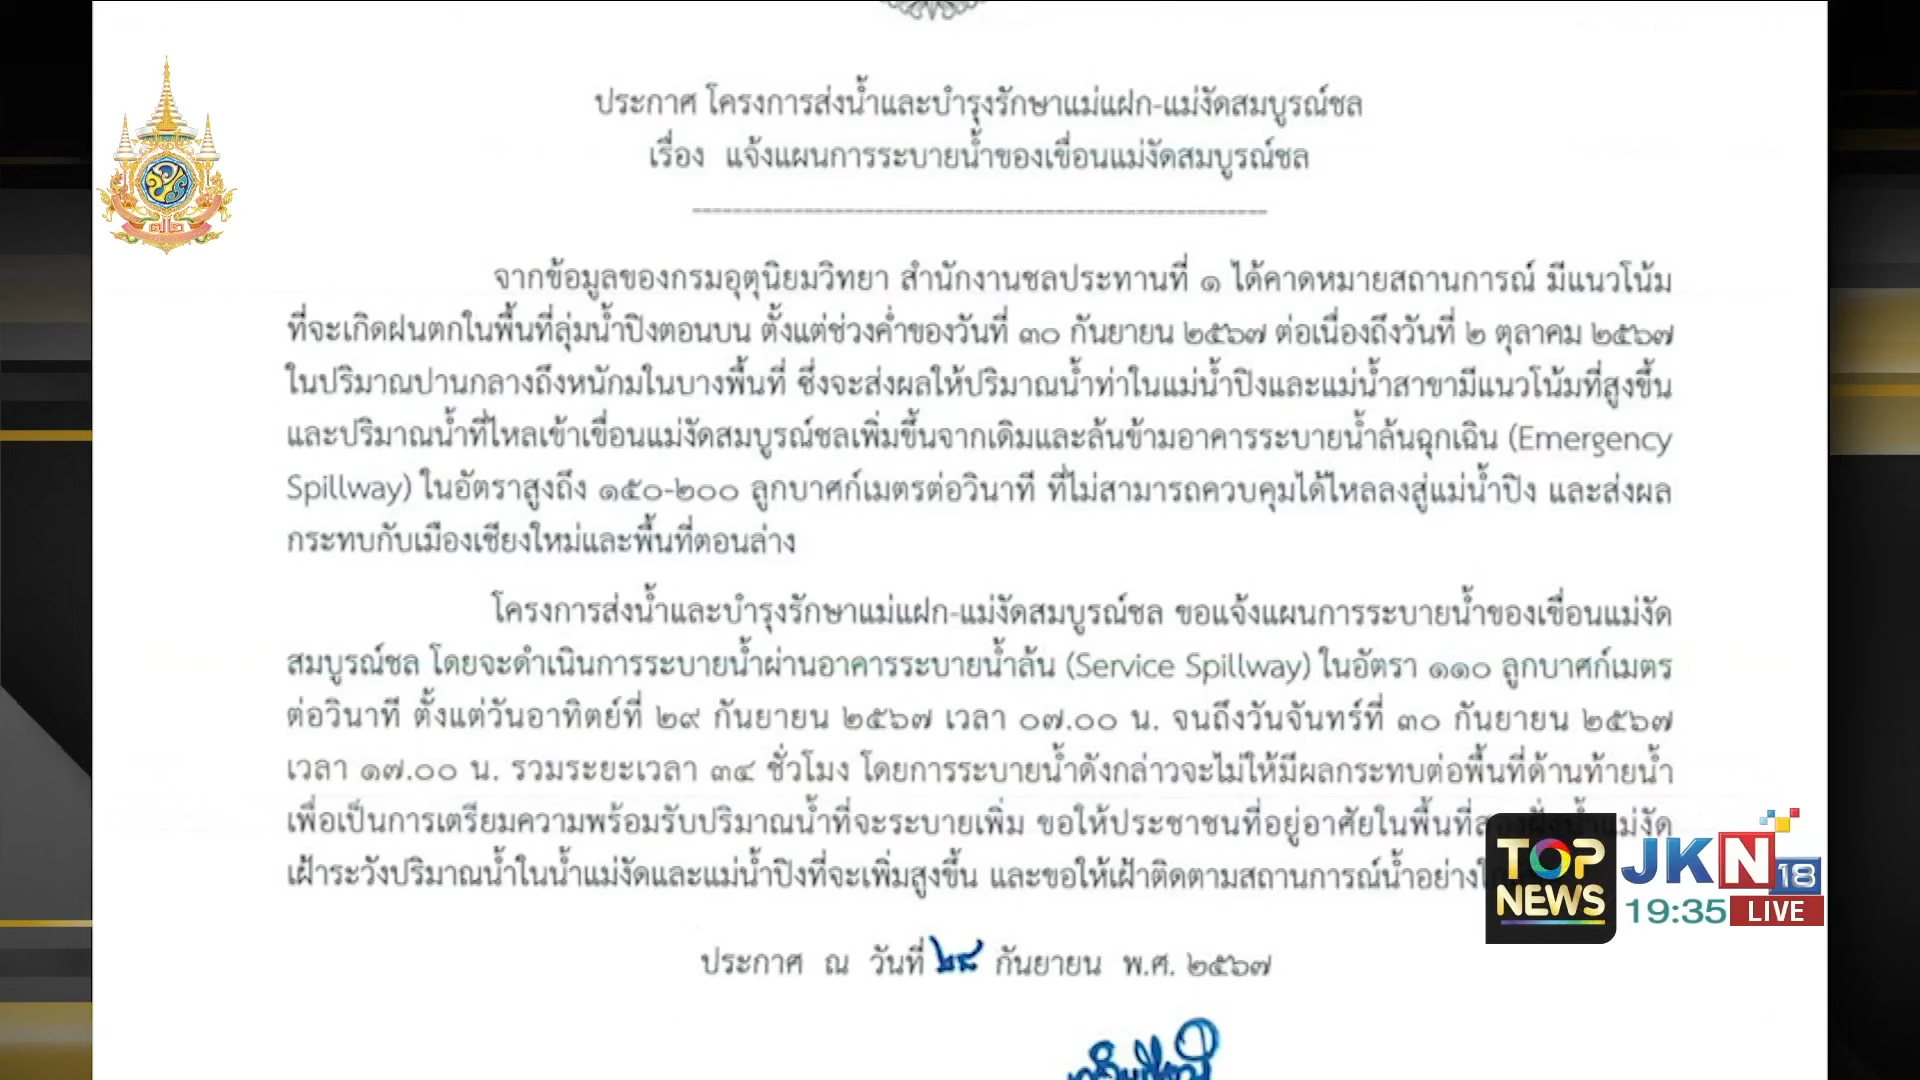 ประกาศ โครงการส่งน้ำและบำรุงรักษาแม่แฝก-แม่งัดสมบูรณ์ชล
เรื่อง แจ้งแผนการระบายน้ำของเขื่อนแม่งัดสมบูรณ์ชล
จากข้อมูลของกรมอุตุนิยมวิทยา สำนักงานชลประทานที่ ๑ ได้คาดหมายสถานการณ์ มีแนวโน้ม
ที่จะเกิดฝนตกในพื้นที่ลุ่มน้ำปิงตอนบน ตั้งแต่ช่วงค่ำของวันที่ ๓๐ กันยายน ๒๕๖๗ ต่อเนื่องถึงวันที่ ๒ ตุลาคม ๒๕๖๗
ในปริมาณปานกลางถึงหนักมในบางพื้นที่ ซึ่งจะส่งผลให้ปริมาณน้ำท่าในแม่น้ำปิงและแม่น้ำสาขามีแนวโน้มที่สูงขึ้น
และปริมาณน้ำที่ไหลเข้าเขื่อนแม่งัดสมบูรณ์ชลเพิ่มขึ้นจากเดิมและล้นข้ามอาคารระบายน้ำล้นฉุกเฉิน (Emergency
Spillway) ในอัตราสูงถึง ๑๕๐-๒๐๐ ลูกบาศก์เมตรต่อวินาที ที่ไม่สามารถควบคุมได้ไหลลงสู่แม่น้ำปิง และส่งผล
กระทบกับเมืองเชียงใหม่และพื้นที่ตอนล่าง
โครงการส่งน้ำและบำรุงรักษาแม่แฝก-แม่งัดสมบูรณ์ชล ขอแจ้งแผนการระบายน้ำของเขื่อนแม่งัด
สมบูรณ์ชล โดยจะดำเนินการระบายน้ำผ่านอาคารระบายน้ำล้น (Service Spillway) ในอัตรา ๑๑๐ ลูกบาศก์เมตร
ต่อวินาที ตั้งแต่วันอาทิตย์ที่ ๒๙ กันยายน ๒๕๖๗ เวลา ๐๗.๐๐ น. จนถึงวันจันทร์ที่ ๓๐ กันยายน ๒๕๖๗
เวลา ๑๗.๐๐ น. รวมระยะเวลา ๓๔ ชั่วโมง โดยการระบายน้ำดังกล่าวจะไม่ให้มีผลกระทบต่อพื้นที่ด้านท้ายน้ำ
เพื่อเป็นการเตรียมความพร้อมรับปริมาณน้ำที่จะระบายเพิ่ม ขอให้ประชาชนที่อยู่อาศัยในพื้นที่สองฝั่งน้ำแม่งัด
เฝ้าระวังปริมาณน้ำในน้ำแม่งัดและแม่น้ำปิงที่จะเพิ่มสูงขึ้น และขอให้เฝ้าติดตามสถานการณ์น้ำอย่าง
ประกาศ ณ วันที่ ๒๘ กันยายน พ.ศ. ๒๕๖๗
๗๒
TOP NEWS
JKN 18
19:35 LIVE